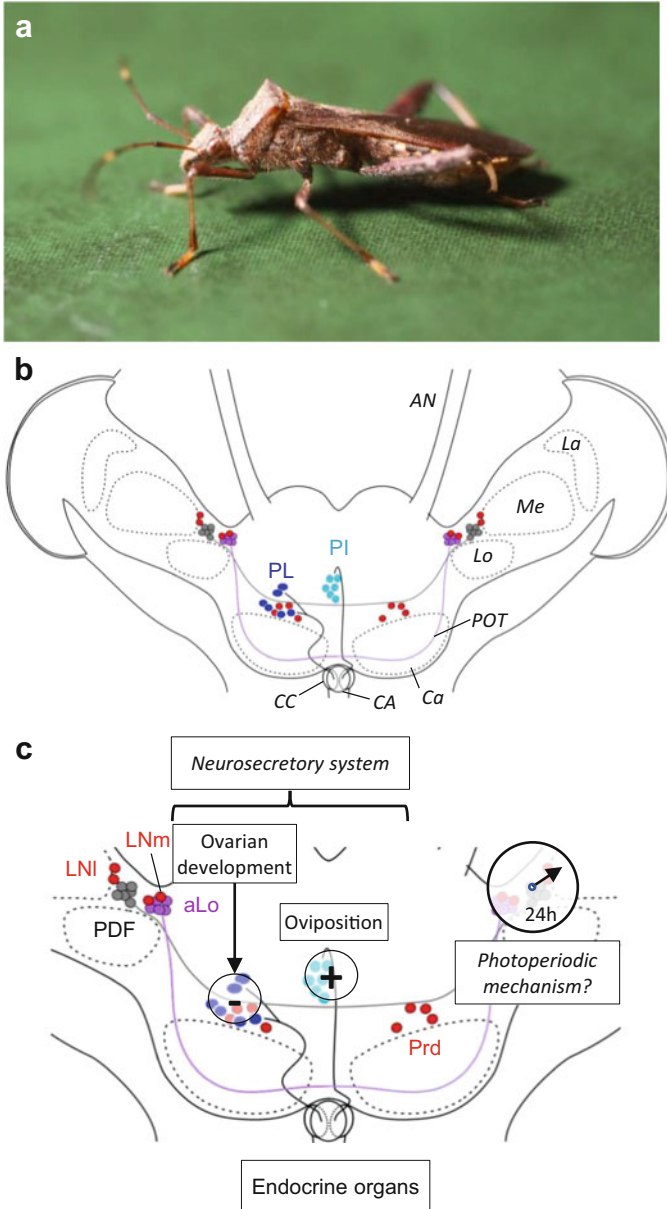 a
b
AN
La
Me
PI
Lo
PL
POT
CC
CA
Ca
c
Neurosecretory system
LNm
Ovarian
development
LNl
aLo
24h
PDF
Oviposition
Photoperiodic
mechanism?
-
+
Prd
Endocrine organs